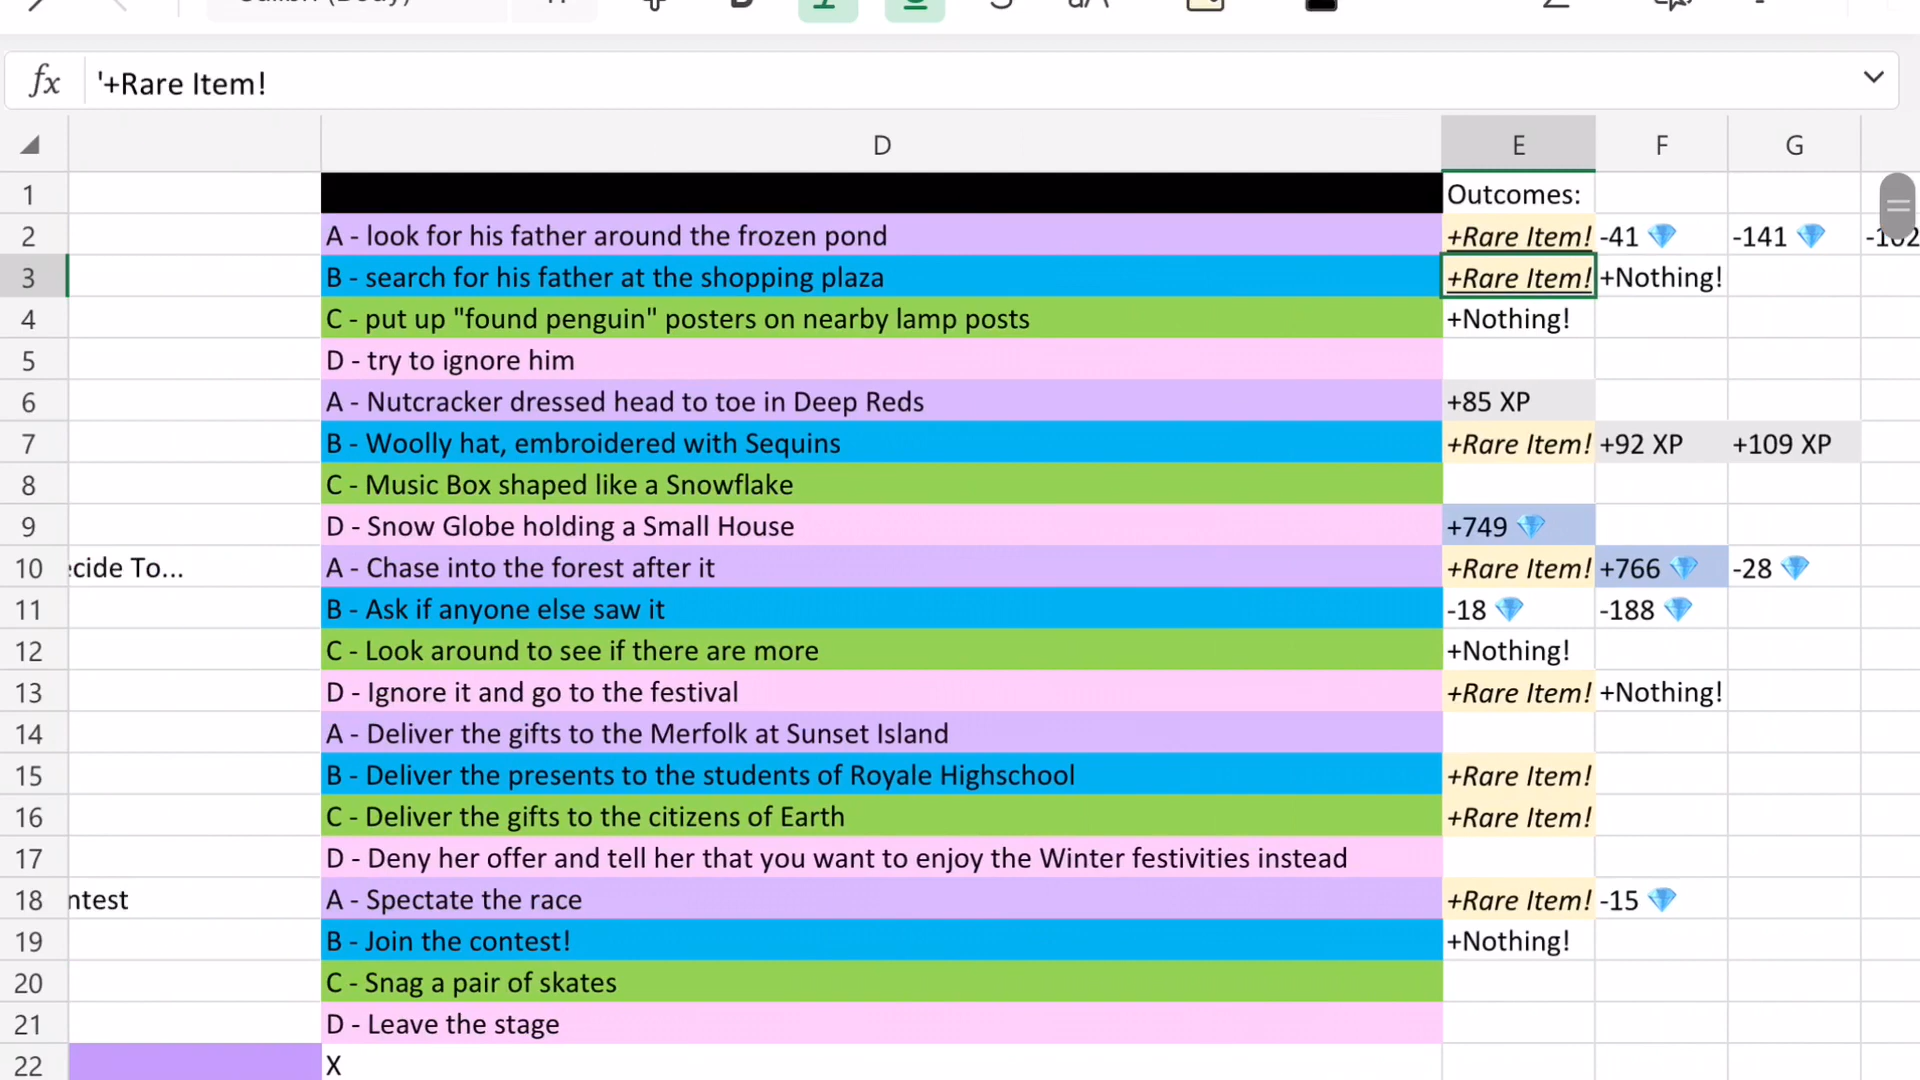 fx '+Rare Item!
D E F G
1 Outcomes:
2 A - look for his father around the frozen pond +Rare Item! -41 💎 -141 💎
3 B - search for his father at the shopping plaza +Rare Item! +Nothing!
4 C - put up "found penguin" posters on nearby lamp posts +Nothing!
5 D - try to ignore him
6 A - Nutcracker dressed head to toe in Deep Reds +85 XP
7 B - Woolly hat, embroidered with Sequins +Rare Item! +92 XP +109 XP
8 C - Music Box shaped like a Snowflake
9 D - Snow Globe holding a Small House +749 💎
10 ecide To... A - Chase into the forest after it +Rare Item! +766 💎 -28 💎
11 B - Ask if anyone else saw it -18 💎 -188 💎
12 C - Look around to see if there are more +Nothing!
13 D - Ignore it and go to the festival +Rare Item! +Nothing!
14 A - Deliver the gifts to the Merfolk at Sunset Island
15 B - Deliver the presents to the students of Royale Highschool +Rare Item!
16 C - Deliver the gifts to the citizens of Earth +Rare Item!
17 D - Deny her offer and tell her that you want to enjoy the Winter festivities instead
18 ntest A - Spectate the race +Rare Item! -15 💎
19 B - Join the contest! +Nothing!
20 C - Snag a pair of skates
21 D - Leave the stage
22 X